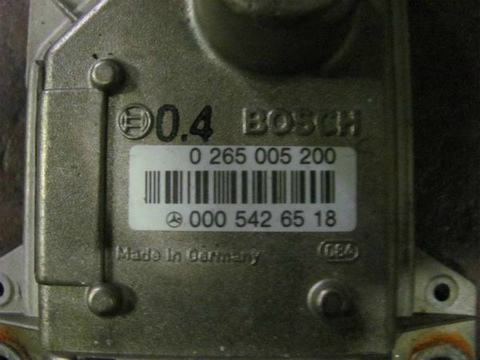 0.4 BOSCH
0 265 005 200
000 542 65 18
Made in Germany